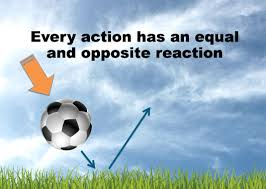 Every action has an equal
and opposite reaction